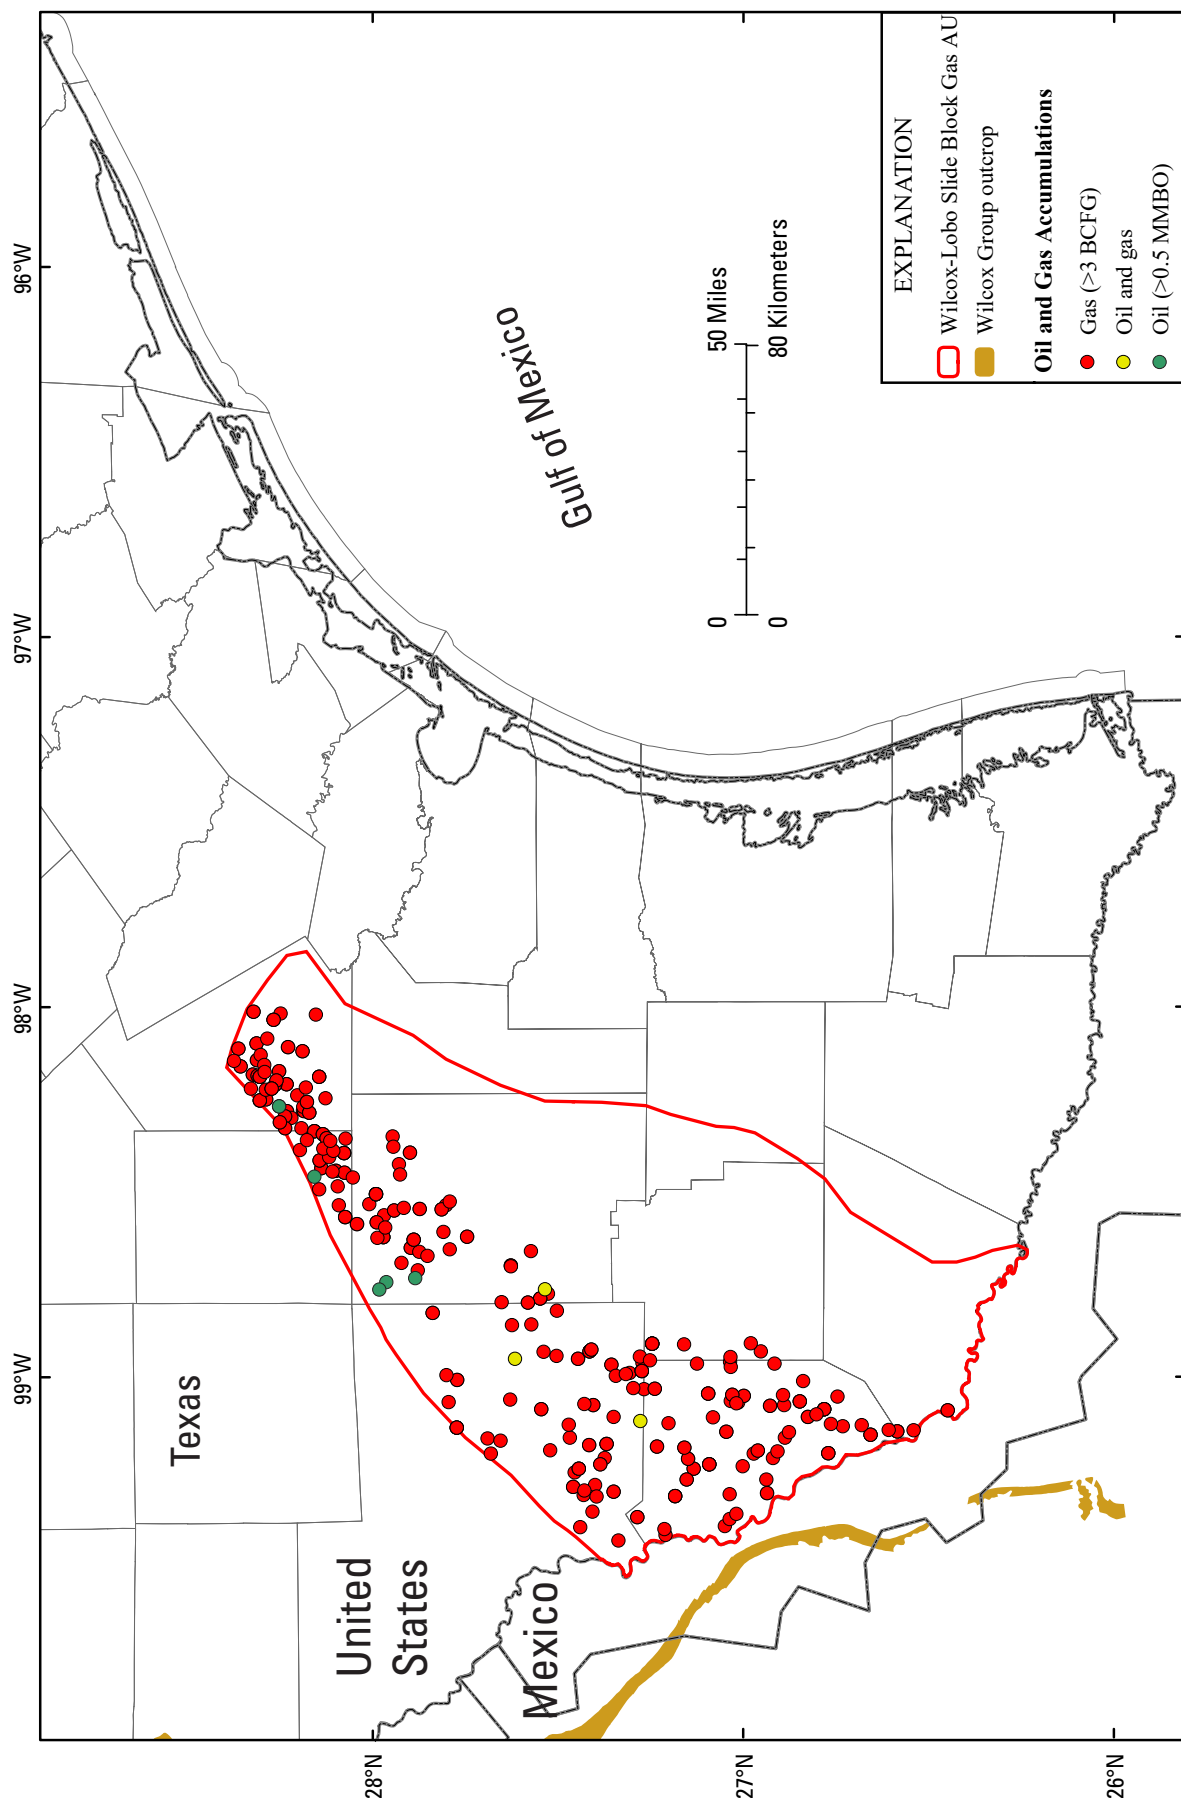 96°W
97°W
98°W
99°W
28°N
27°N
26°N
Texas
United
States
Mexico
Gulf of Mexico
0
50 Miles
0
80 Kilometers
EXPLANATION
Wilcox-Lobo Slide Block Gas AU
Wilcox Group outcrop
Oil and Gas Accumulations
Gas (>3 BCFG)
Oil and gas
Oil (>0.5 MMBO)